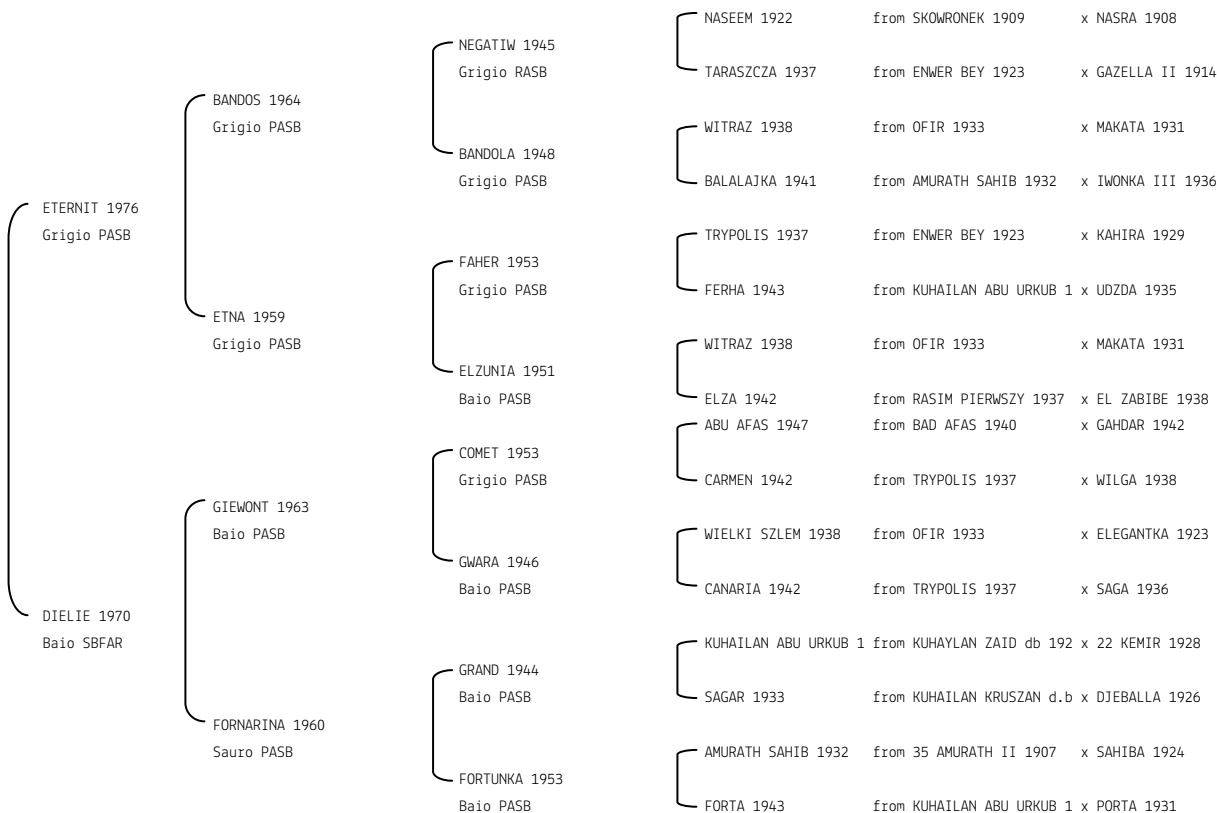 NASEEM 1922 from SKOWRONEK 1909 x NASRA 1908
NEGATIW 1945
Grigio RASB
TARASZCZA 1937 from ENWER BEY 1923 x GAZELLA II 1914
BANDOS 1964
Grigio PASB
WITRAZ 1938 from OFIR 1933 x MAKATA 1931
BANDOLA 1948
Grigio PASB
BALALAJKA 1941 from AMURATH SAHIB 1932 x IWONKA III 1936
ETERNIT 1976
Grigio PASB
TRYPOLIS 1937 from ENWER BEY 1923 x KAHIRA 1929
FAHER 1953
Grigio PASB
FERHA 1943 from KUHAILAN ABU URKUB 1 x UDZDA 1935
ETNA 1959
Grigio PASB
WITRAZ 1938 from OFIR 1933 x MAKATA 1931
ELZUNIA 1951
Baio PASB
ELZA 1942 from RASIM PIERWSZY 1937 x EL ZABIBE 1938
ABU AFAS 1947 from BAD AFAS 1940 x GAHDAR 1942
COMET 1953
Grigio PASB
CARMEN 1942 from TRYPOLIS 1937 x WILGA 1938
GIEWONT 1963
Baio PASB
WIELKI SZLEM 1938 from OFIR 1933 x ELEGANTKA 1923
GWARA 1946
Baio PASB
CANARIA 1942 from TRYPOLIS 1937 x SAGA 1936
DIELIE 1970
Baio SBFAR
KUHAILAN ABU URKUB 1 from KUHAYLAN ZAID db 192 x 22 KEMIR 1928
GRAND 1944
Baio PASB
SAGAR 1933 from KUHAILAN KRUSZAN d.b x DJEBALLA 1926
FORNARINA 1960
Sauro PASB
AMURATH SAHIB 1932 from 35 AMURATH II 1907 x SAHIBA 1924
FORTUNKA 1953
Baio PASB
FORTA 1943 from KUHAILAN ABU URKUB 1 x PORTA 1931